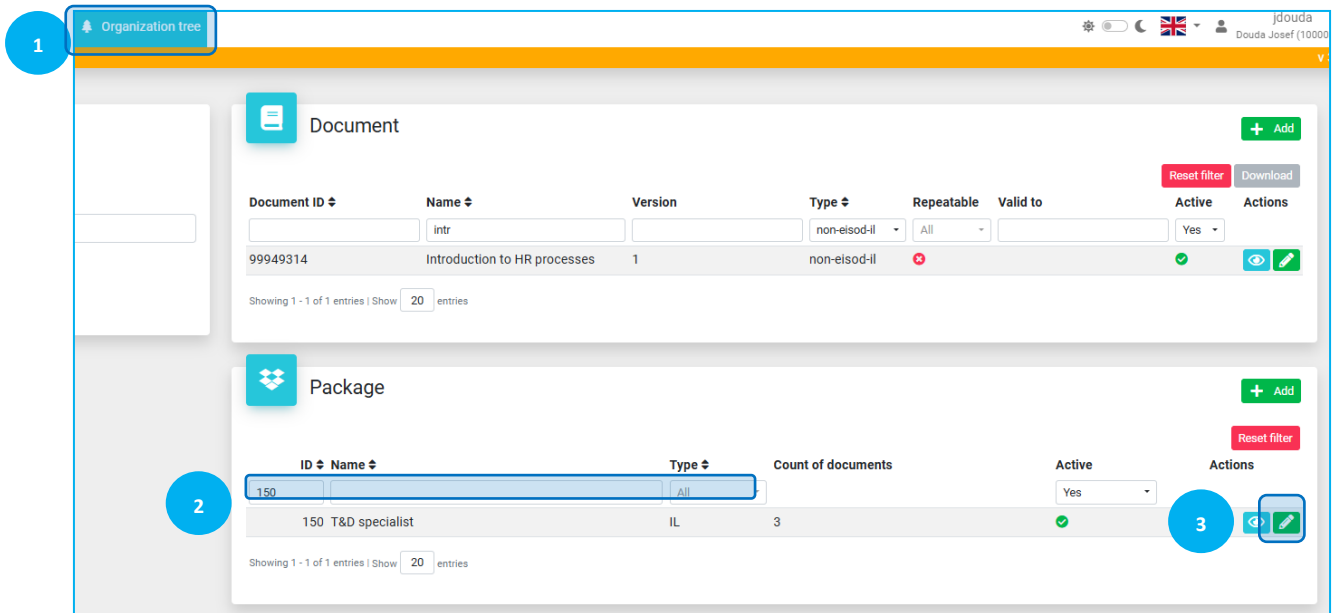 1
Organization tree
jdouda
Douda Josef (10000
v
Document
Add
Reset filter
Download
Document ID Name Version Type Repeatable Valid to Active Actions
intr non-eisod-il All Yes
99949314 Introduction to HR processes 1 non-eisod-il
Showing 1 - 1 of 1 entries | Show 20 entries
Package
Add
Reset filter
ID Name Type Count of documents Active Actions
2
150 All Yes
150 T&D specialist IL 3
3
Showing 1 - 1 of 1 entries | Show 20 entries